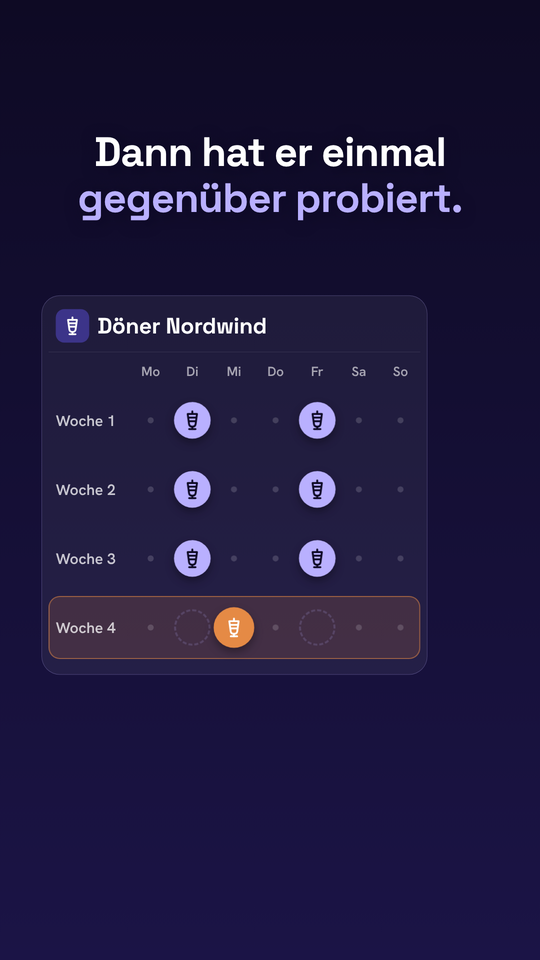 Dann hat er einmal
gegenüber probiert.
Döner Nordwind
Mo Di Mi Do Fr Sa So
Woche 1
Woche 2
Woche 3
Woche 4